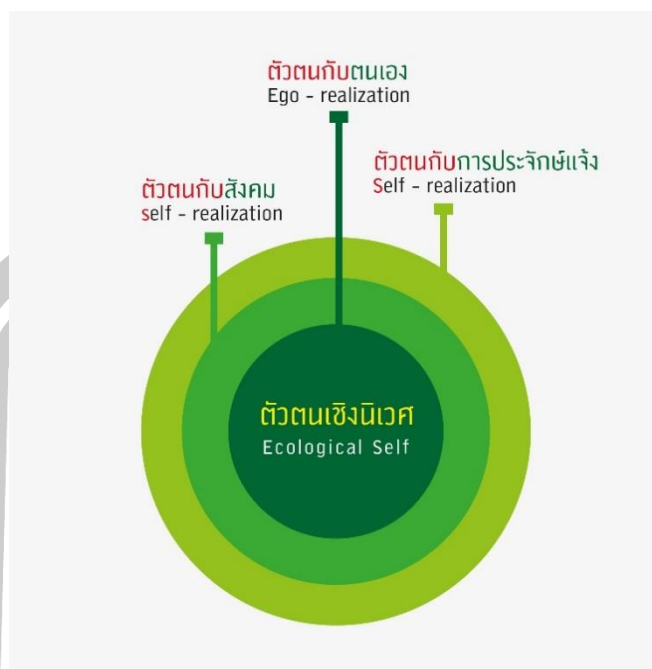 ตัวตนกับตนเอง
Ego - realization
ตัวตนกับการประจักษ์แจ้ง
Self - realization
ตัวตนกับสังคม
self - realization
ตัวตนเชิงนิเวศ
Ecological Self